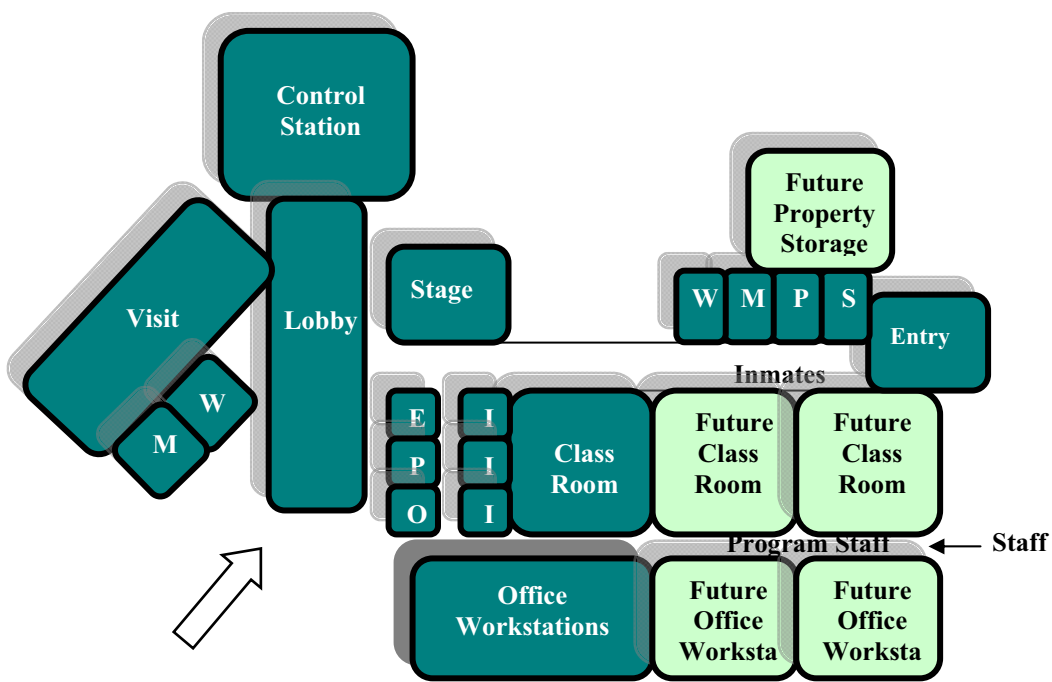 Control
Station
Future
Property
Storage
Visit
Lobby
Stage
W M P S
Entry
W
M
Inmates
E I
P I
O I
Class
Room
Future
Class
Room
Future
Class
Room
Program Staff
Staff
Office
Workstations
Future
Office
Worksta
Future
Office
Worksta